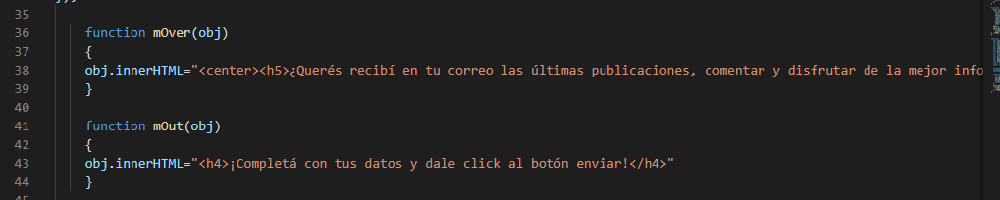 35
36 function mOver(obj)
37 {
38 obj.innerHTML="<center><h5>¿Querés recibí en tu correo las últimas publicaciones, comentar y disfrutar de la mejor info
39 }
40
41 function mOut(obj)
42 {
43 obj.innerHTML="<h4>¡Completá con tus datos y dale click al botón enviar!</h4>"
44 }